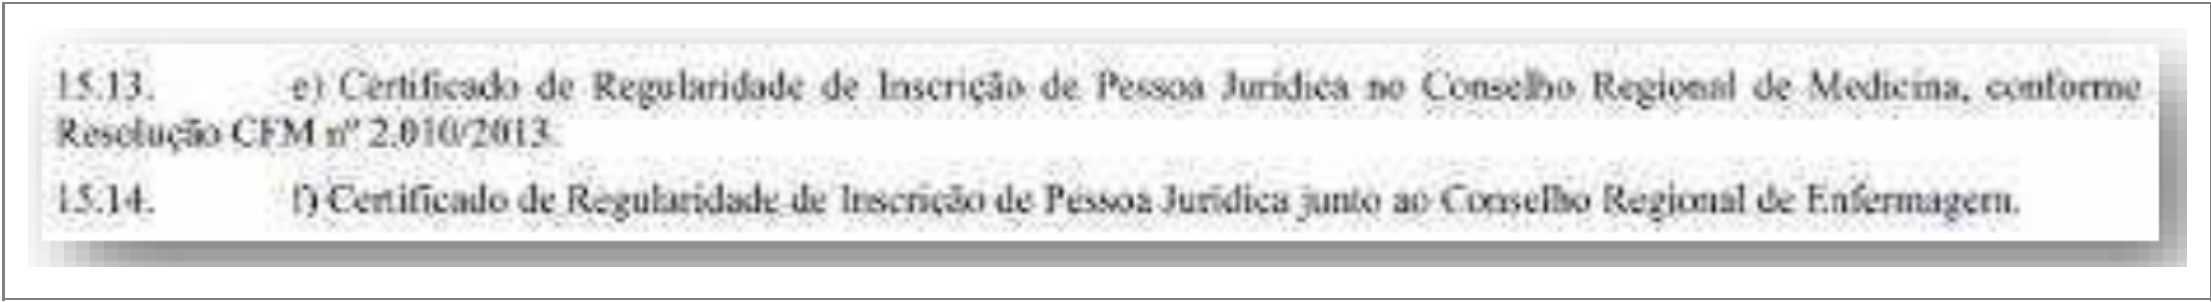 15.13. e) Certificado de Regularidade de Inscrição de Pessoa Jurídica no Conselho Regional de Medicina, conforme
Resolução CFM nº 2.010/2013.
15.14. f) Certificado de Regularidade de Inscrição de Pessoa Jurídica junto ao Conselho Regional de Enfermagem.